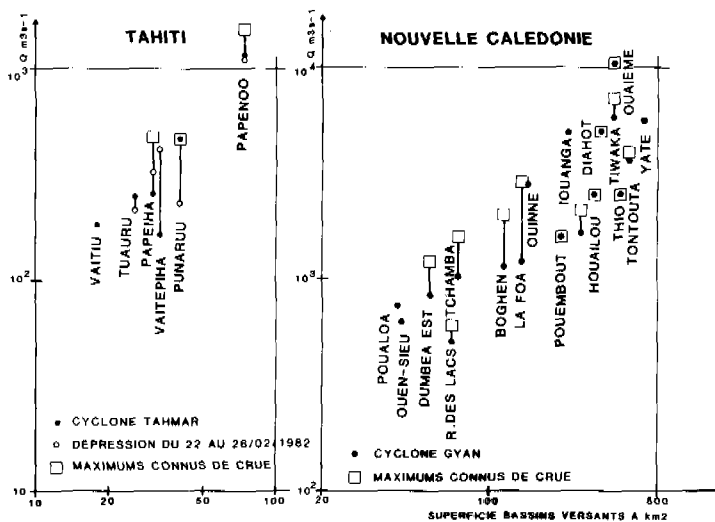 TAHITI
Q m3s-1
10³
10²
10
10
20
50
100
VAITIU
TUAURU
PAPEIHA
VAITEPIHA
PUNARUU
PAPENOO
• CYCLONE TAHMAR
○ DÉPRESSION DU 22 AU 26/02/1982
□ MAXIMUMS CONNUS DE CRUE
NOUVELLE CALEDONIE
Q m3s-1
10⁴
10³
10²
10
20
100
500
POUALOA
OUEN-SIEU
DUMBEA EST
R.DES LACS
TCHAMBA
BOGHEN
LA FOA
OUINNE
POUEMBOUT
IOUANGA
DIAHOT
HOUAILOU
TIWAKA
OUAIEME
THIO
TONTOUTA
YATE
• CYCLONE GYAN
□ MAXIMUMS CONNUS DE CRUE
SUPERFICIE BASSINS VERSANTS A km2